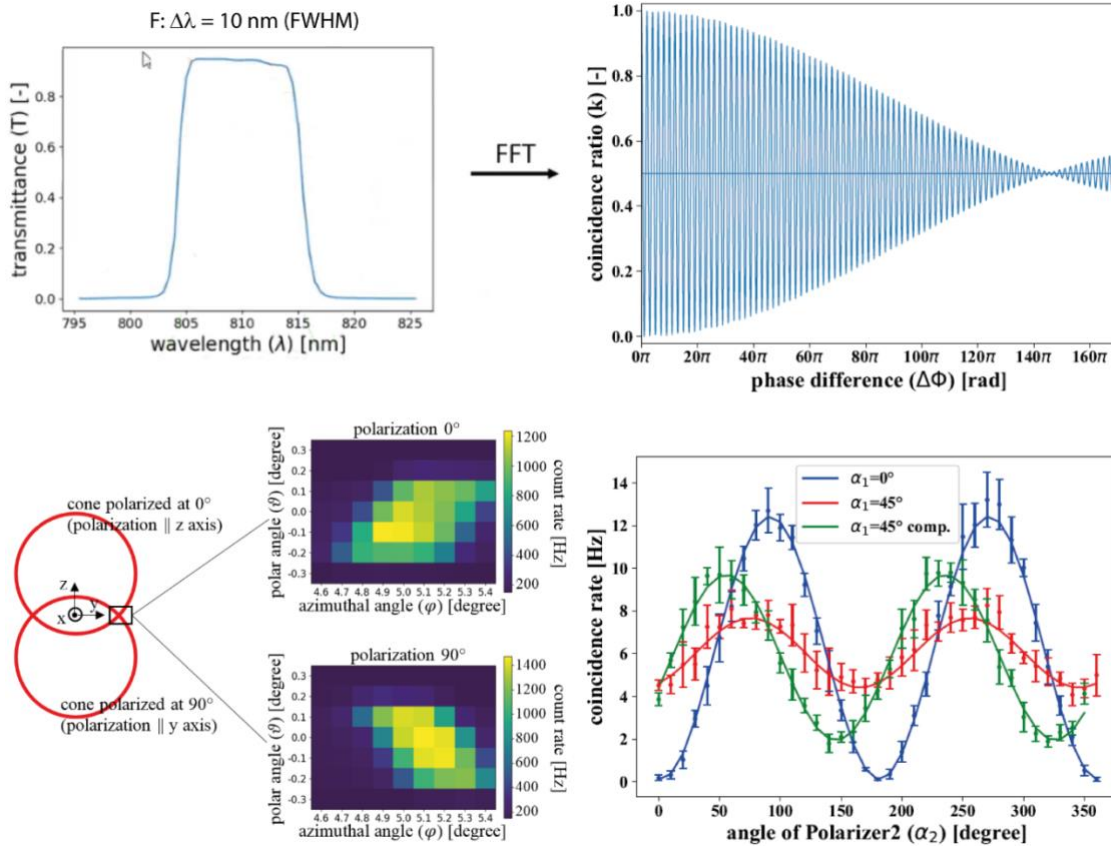 F: Δλ = 10 nm (FWHM)
transmittance (T) [-]
0.8
0.6
0.4
0.2
0.0
795 800 805 810 815 820 825
wavelength (λ) [nm]
FFT
coincidence ratio (k) [-]
1.0
0.8
0.6
0.4
0.2
0.0
0π 20π 40π 60π 80π 100π 120π 140π 160π
phase difference (ΔΦ) [rad]
cone polarized at 0°
(polarization || z axis)
z
y
x
cone polarized at 90°
(polarization || y axis)
polarization 0°
polar angle (ϑ) [degree]
0.3
0.2
0.1
0.0
-0.1
-0.2
-0.3
4.6 4.7 4.8 4.9 5.0 5.1 5.2 5.3 5.4
azimuthal angle (φ) [degree]
1200
1000
800
600
400
200
count rate [Hz]
polarization 90°
polar angle (ϑ) [degree]
0.3
0.2
0.1
0.0
-0.1
-0.2
-0.3
4.6 4.7 4.8 4.9 5.0 5.1 5.2 5.3 5.4
azimuthal angle (φ) [degree]
1400
1200
1000
800
600
400
200
count rate [Hz]
coincidence rate [Hz]
14
12
10
8
6
4
2
0
α₁=0°
α₁=45°
α₁=45° comp.
0 50 100 150 200 250 300 350
angle of Polarizer2 (α₂) [degree]